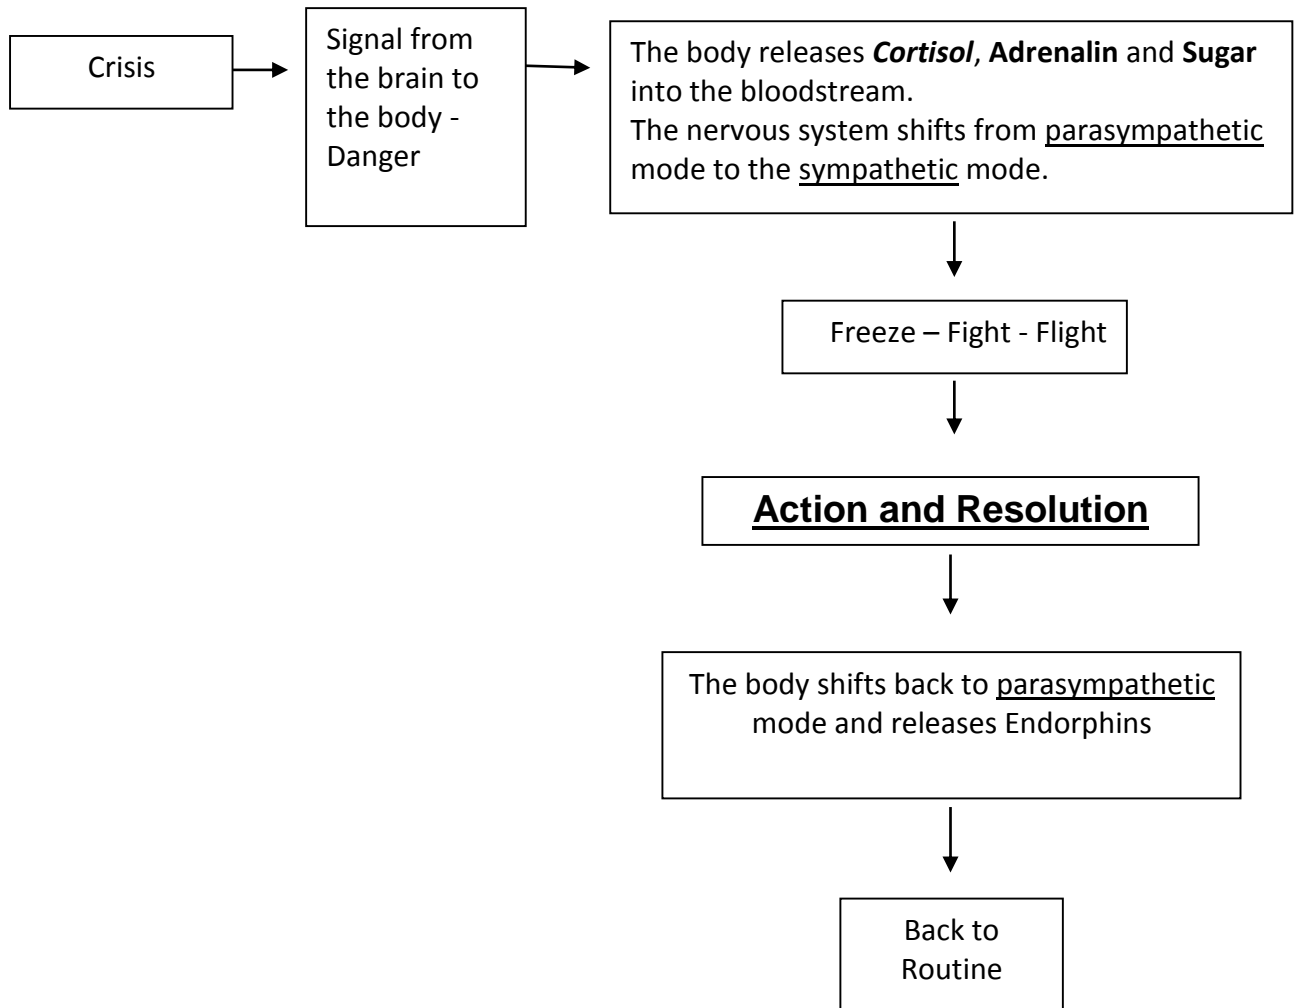 Crisis
Signal from
the brain to
the body -
Danger
The body releases Cortisol, Adrenalin and Sugar
into the bloodstream.
The nervous system shifts from parasympathetic
mode to the sympathetic mode.
Freeze – Fight - Flight
Action and Resolution
The body shifts back to parasympathetic
mode and releases Endorphins
Back to
Routine